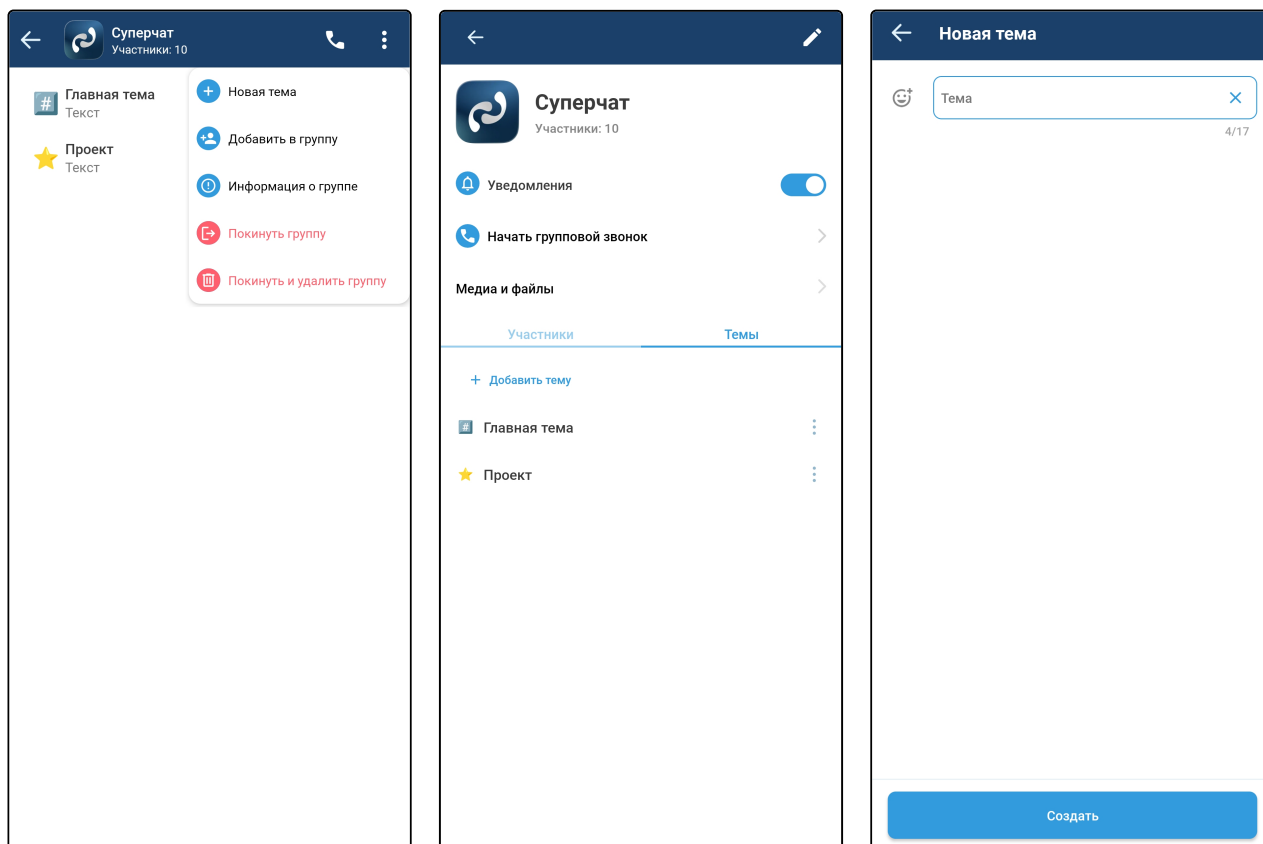 Суперчат
Участники: 10
Главная тема
Текст
Проект
Текст
Новая тема
Добавить в группу
Информация о группе
Покинуть группу
Покинуть и удалить группу
Суперчат
Участники: 10
Уведомления
Начать групповой звонок
Медиа и файлы
Участники
Темы
+ Добавить тему
Главная тема
Проект
Новая тема
Тема
4/17
Создать